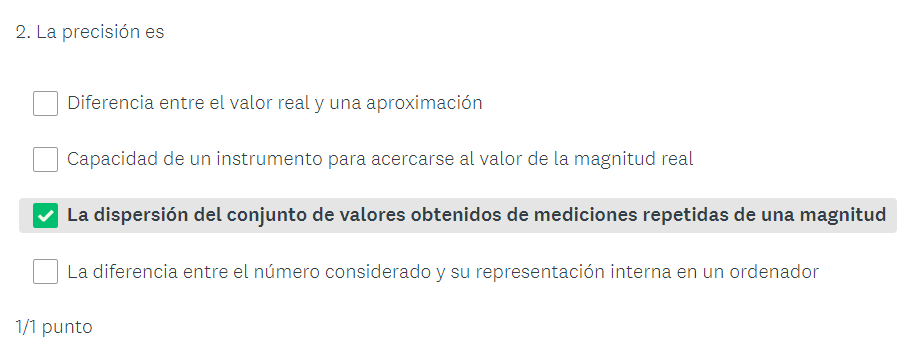 2. La precisión es
Diferencia entre el valor real y una aproximación
Capacidad de un instrumento para acercarse al valor de la magnitud real
La dispersión del conjunto de valores obtenidos de mediciones repetidas de una magnitud
La diferencia entre el número considerado y su representación interna en un ordenador
1/1 punto